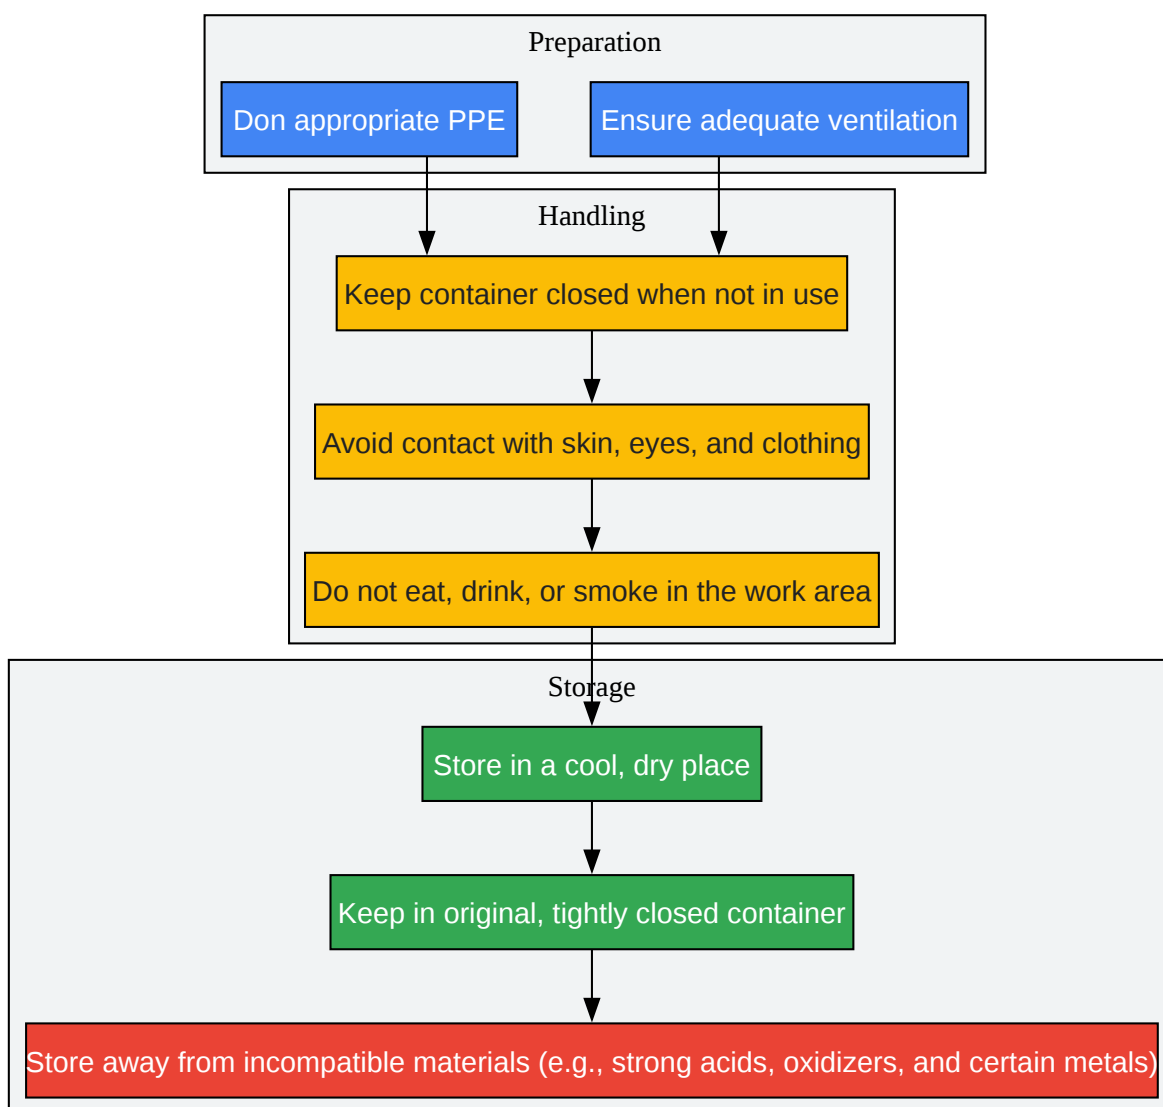 Preparation
Don appropriate PPE
Ensure adequate ventilation
Handling
Keep container closed when not in use
Avoid contact with skin, eyes, and clothing
Do not eat, drink, or smoke in the work area
Storage
Store in a cool, dry place
Keep in original, tightly closed container
Store away from incompatible materials (e.g., strong acids, oxidizers, and certain metals)